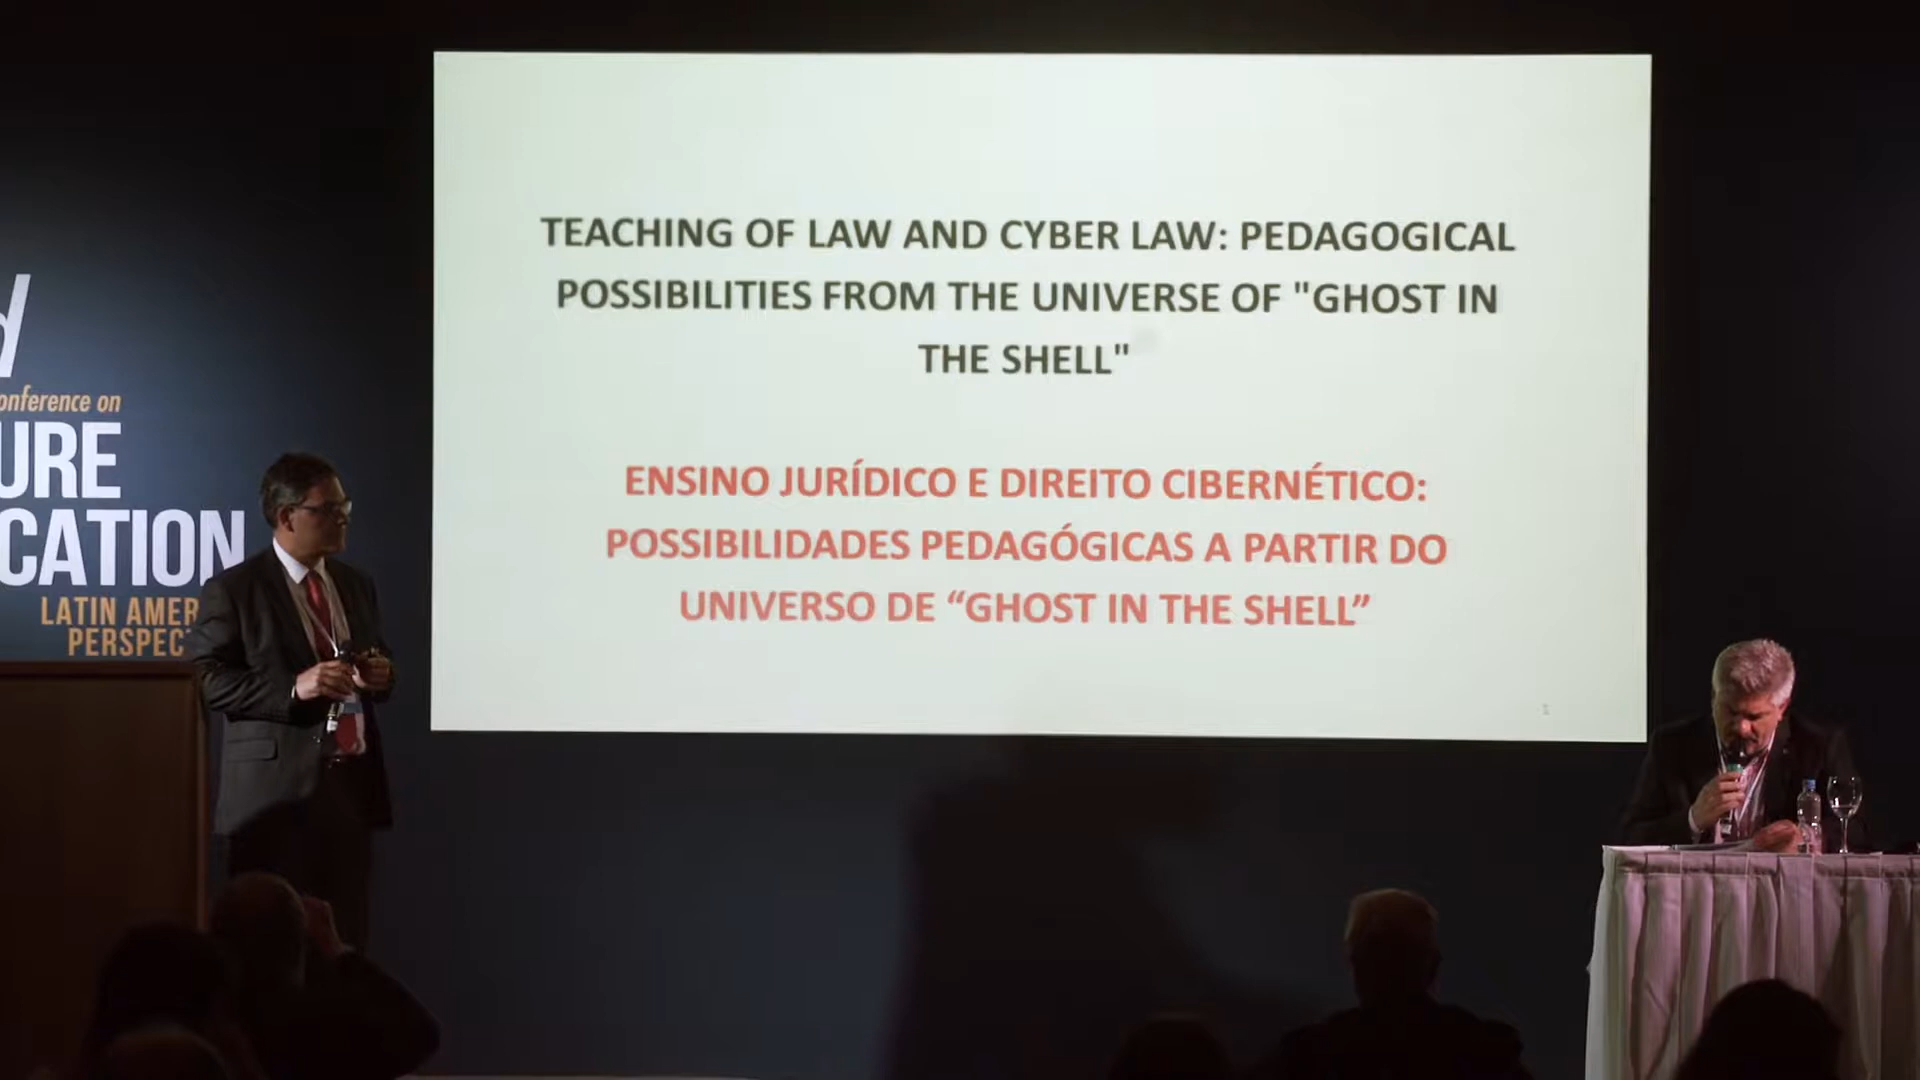 onference on
URE
CATION
LATIN AMER
PERSPEC
TEACHING OF LAW AND CYBER LAW: PEDAGOGICAL
POSSIBILITIES FROM THE UNIVERSE OF "GHOST IN
THE SHELL"
ENSINO JURÍDICO E DIREITO CIBERNÉTICO:
POSSIBILIDADES PEDAGÓGICAS A PARTIR DO
UNIVERSO DE “GHOST IN THE SHELL”